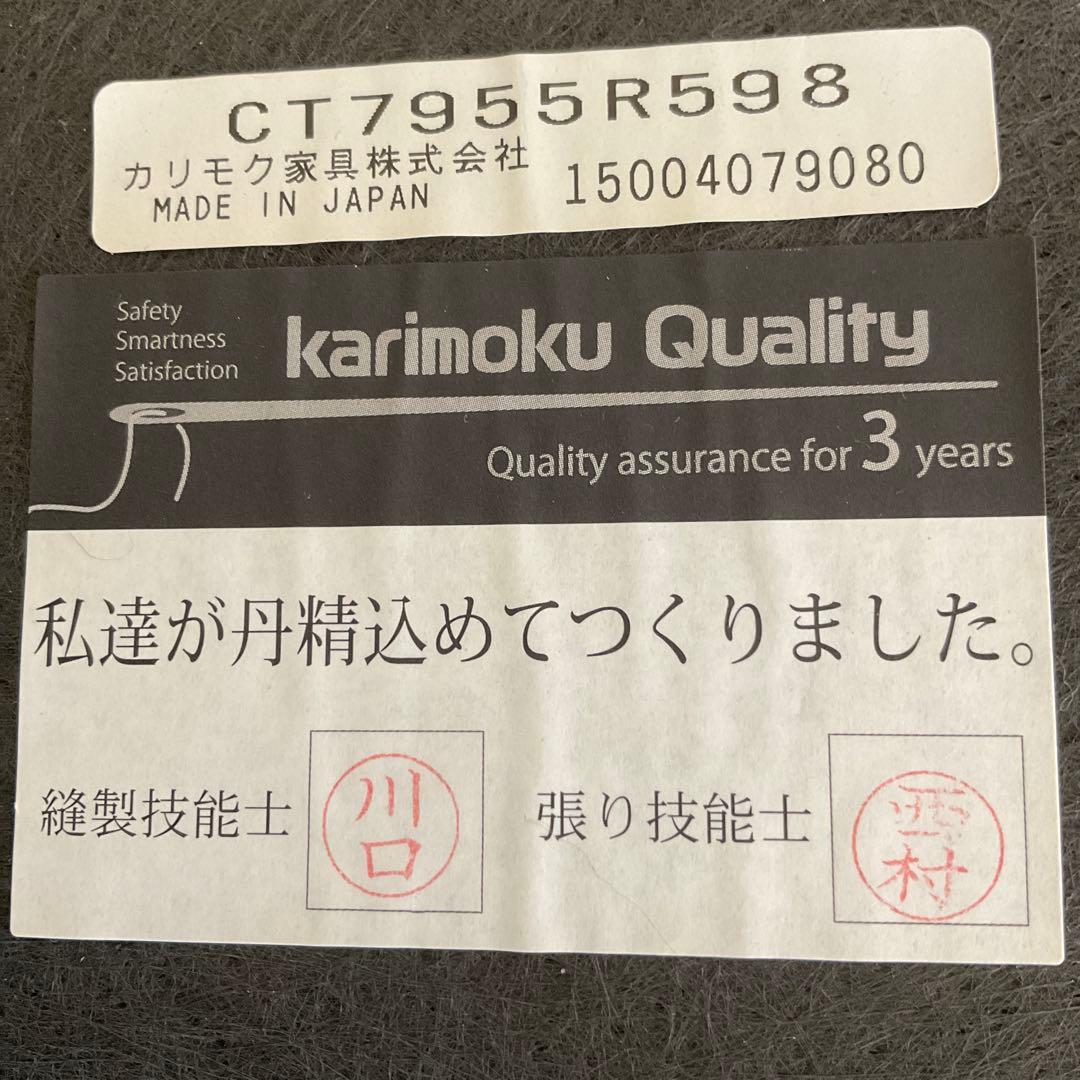 CT7955R598
カリモク家具株式会社 15004079080
MADE IN JAPAN
Safety
Smartness
Satisfaction
karimoku Quality
Quality assurance for 3 years
私達が丹精込めてつくりました。
縫製技能士 川口 張り技能士 西村